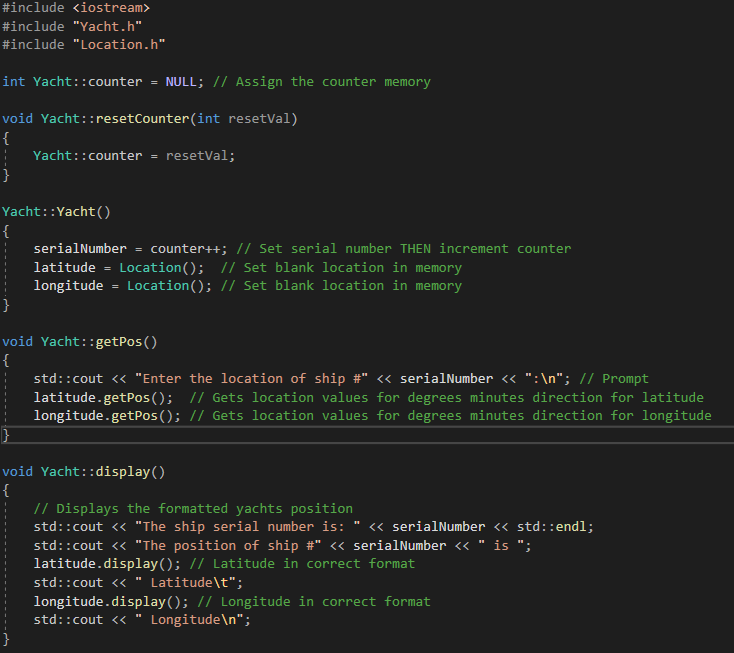 #include <iostream>
#include "Yacht.h"
#include "Location.h"
int Yacht::counter = NULL; // Assign the counter memory
void Yacht::resetCounter(int resetVal)
{
Yacht::counter = resetVal;
}
Yacht::Yacht()
{
serialNumber = counter++; // Set serial number THEN increment counter
latitude = Location();  // Set blank location in memory
longitude = Location(); // Set blank location in memory
}
void Yacht::getPos()
{
std::cout << "Enter the location of ship #" << serialNumber << ":\n"; // Prompt
latitude.getPos();  // Gets location values for degrees minutes direction for latitude
longitude.getPos(); // Gets location values for degrees minutes direction for longitude
}
void Yacht::display()
{
// Displays the formatted yachts position
std::cout << "The ship serial number is: " << serialNumber << std::endl;
std::cout << "The position of ship #" << serialNumber << " is ";
latitude.display(); // Latitude in correct format
std::cout << " Latitude\t";
longitude.display(); // Longitude in correct format
std::cout << " Longitude\n";
}